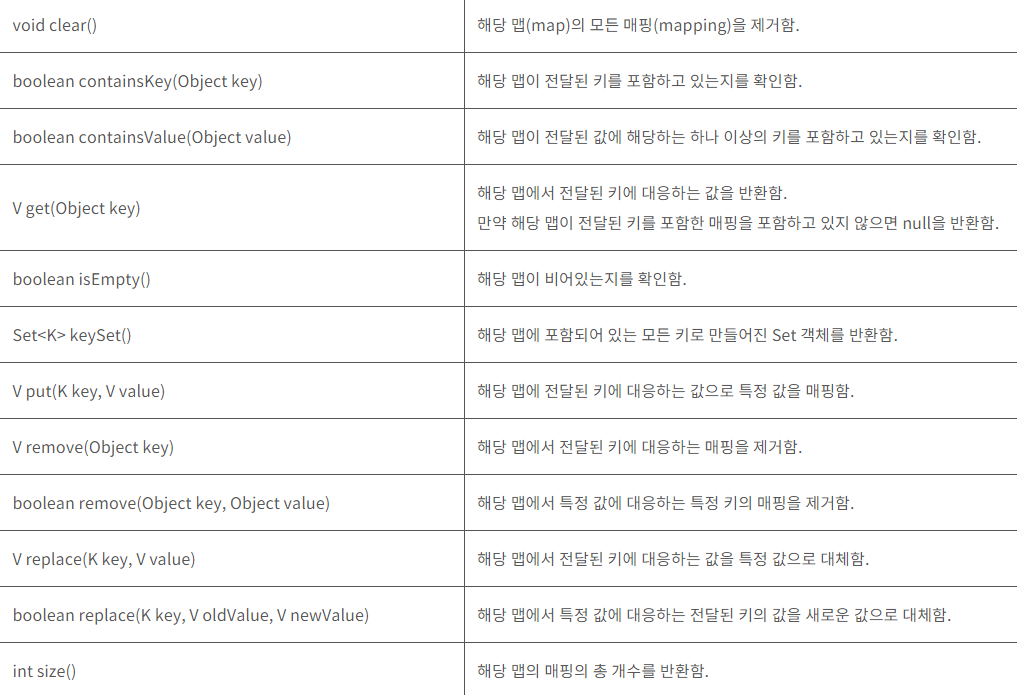 void clear()
해당 맵(map)의 모든 매핑(mapping)을 제거함.
boolean containsKey(Object key)
해당 맵이 전달된 키를 포함하고 있는지를 확인함.
boolean containsValue(Object value)
해당 맵이 전달된 값에 해당하는 하나 이상의 키를 포함하고 있는지를 확인함.
V get(Object key)
해당 맵에서 전달된 키에 대응하는 값을 반환함.
만약 해당 맵이 전달된 키를 포함한 매핑을 포함하고 있지 않으면 null을 반환함.
boolean isEmpty()
해당 맵이 비어있는지를 확인함.
Set<K> keySet()
해당 맵에 포함되어 있는 모든 키로 만들어진 Set 객체를 반환함.
V put(K key, V value)
해당 맵에 전달된 키에 대응하는 값으로 특정 값을 매핑함.
V remove(Object key)
해당 맵에서 전달된 키에 대응하는 매핑을 제거함.
boolean remove(Object key, Object value)
해당 맵에서 특정 값에 대응하는 특정 키의 매핑을 제거함.
V replace(K key, V value)
해당 맵에서 전달된 키에 대응하는 값을 특정 값으로 대체함.
boolean replace(K key, V oldValue, V newValue)
해당 맵에서 특정 값에 대응하는 전달된 키의 값을 새로운 값으로 대체함.
int size()
해당 맵의 매핑의 총 개수를 반환함.